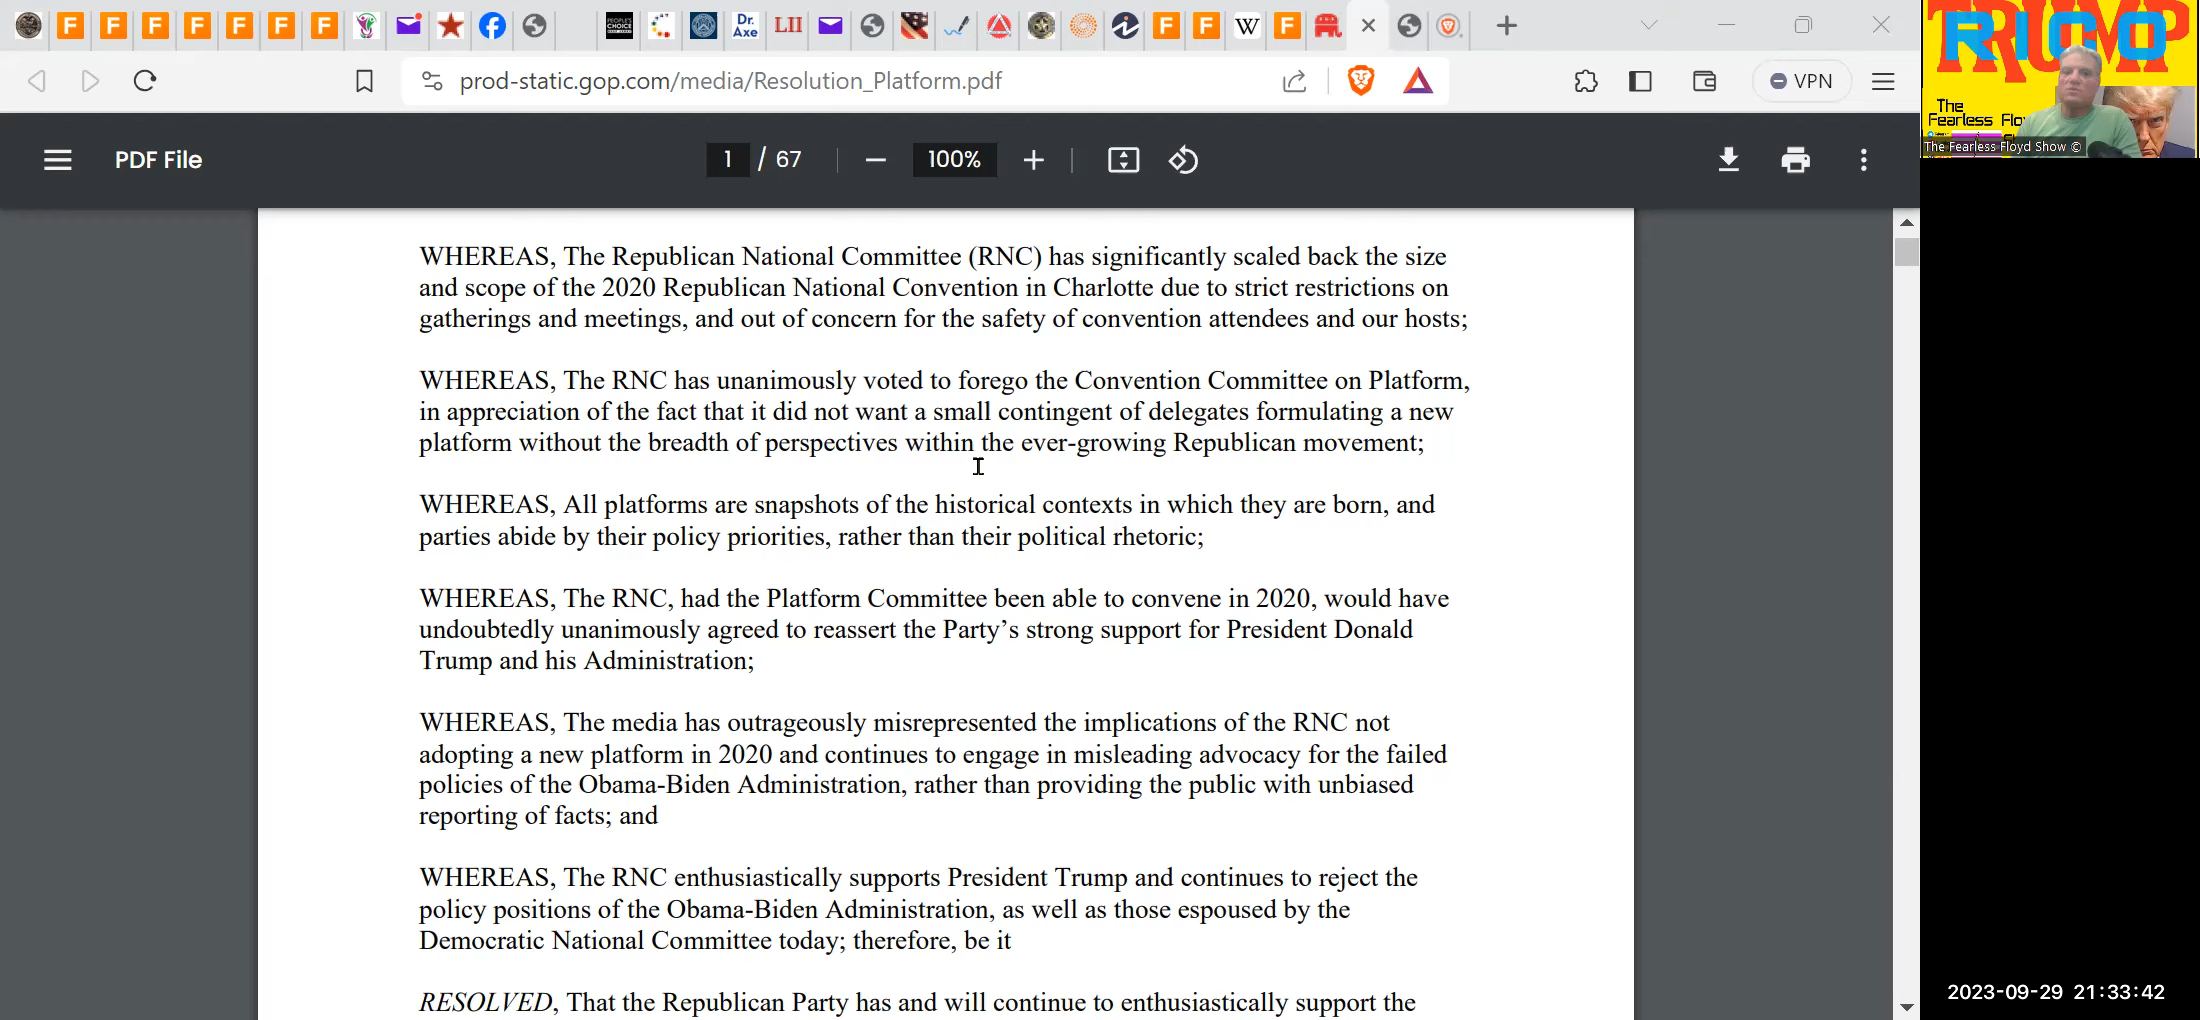 F F F F F F F Dr. Axe LII F F W F
prod-static.gop.com/media/Resolution_Platform.pdf
VPN
PDF File
1 / 67
100%
WHEREAS, The Republican National Committee (RNC) has significantly scaled back the size
and scope of the 2020 Republican National Convention in Charlotte due to strict restrictions on
gatherings and meetings, and out of concern for the safety of convention attendees and our hosts;
WHEREAS, The RNC has unanimously voted to forego the Convention Committee on Platform,
in appreciation of the fact that it did not want a small contingent of delegates formulating a new
platform without the breadth of perspectives within the ever-growing Republican movement;
WHEREAS, All platforms are snapshots of the historical contexts in which they are born, and
parties abide by their policy priorities, rather than their political rhetoric;
WHEREAS, The RNC, had the Platform Committee been able to convene in 2020, would have
undoubtedly unanimously agreed to reassert the Party’s strong support for President Donald
Trump and his Administration;
WHEREAS, The media has outrageously misrepresented the implications of the RNC not
adopting a new platform in 2020 and continues to engage in misleading advocacy for the failed
policies of the Obama-Biden Administration, rather than providing the public with unbiased
reporting of facts; and
WHEREAS, The RNC enthusiastically supports President Trump and continues to reject the
policy positions of the Obama-Biden Administration, as well as those espoused by the
Democratic National Committee today; therefore, be it
RESOLVED, That the Republican Party has and will continue to enthusiastically support the
TRUMP
RICO
The
Fearless Flo
The Fearless Floyd Show ©
2023-09-29 21:33:42